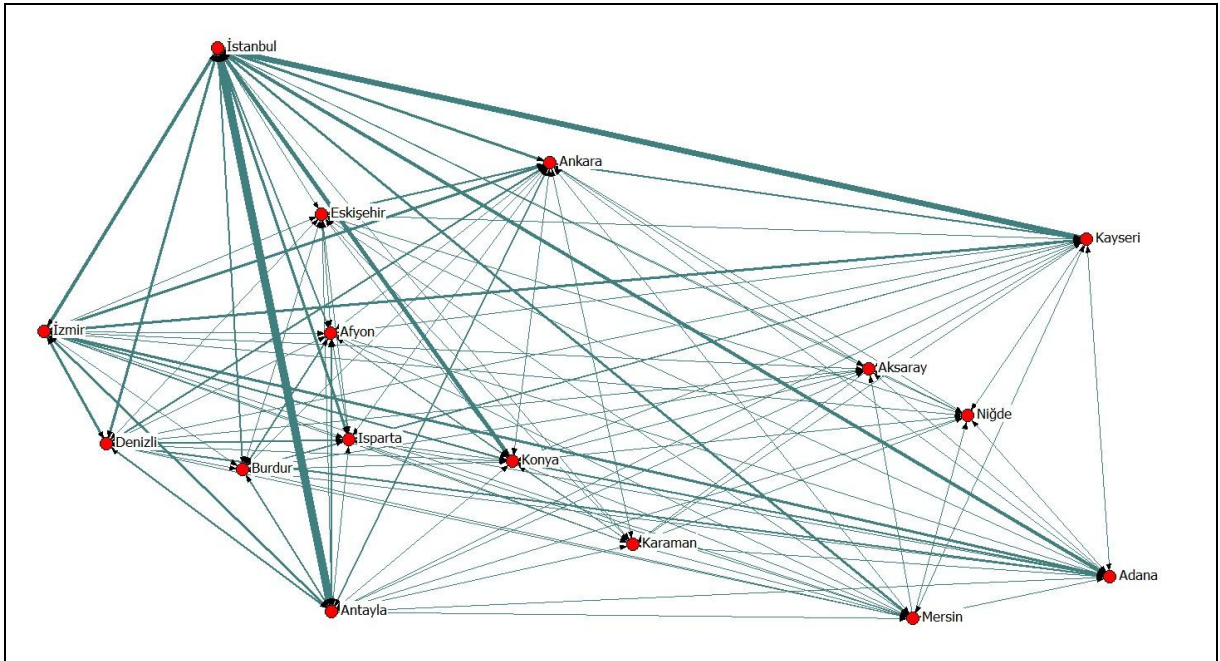 İstanbul
Ankara
Eskişehir
Kayseri
İzmir
Afyon
Aksaray
Niğde
Denizli
Isparta
Burdur
Konya
Karaman
Adana
Antayla
Mersin